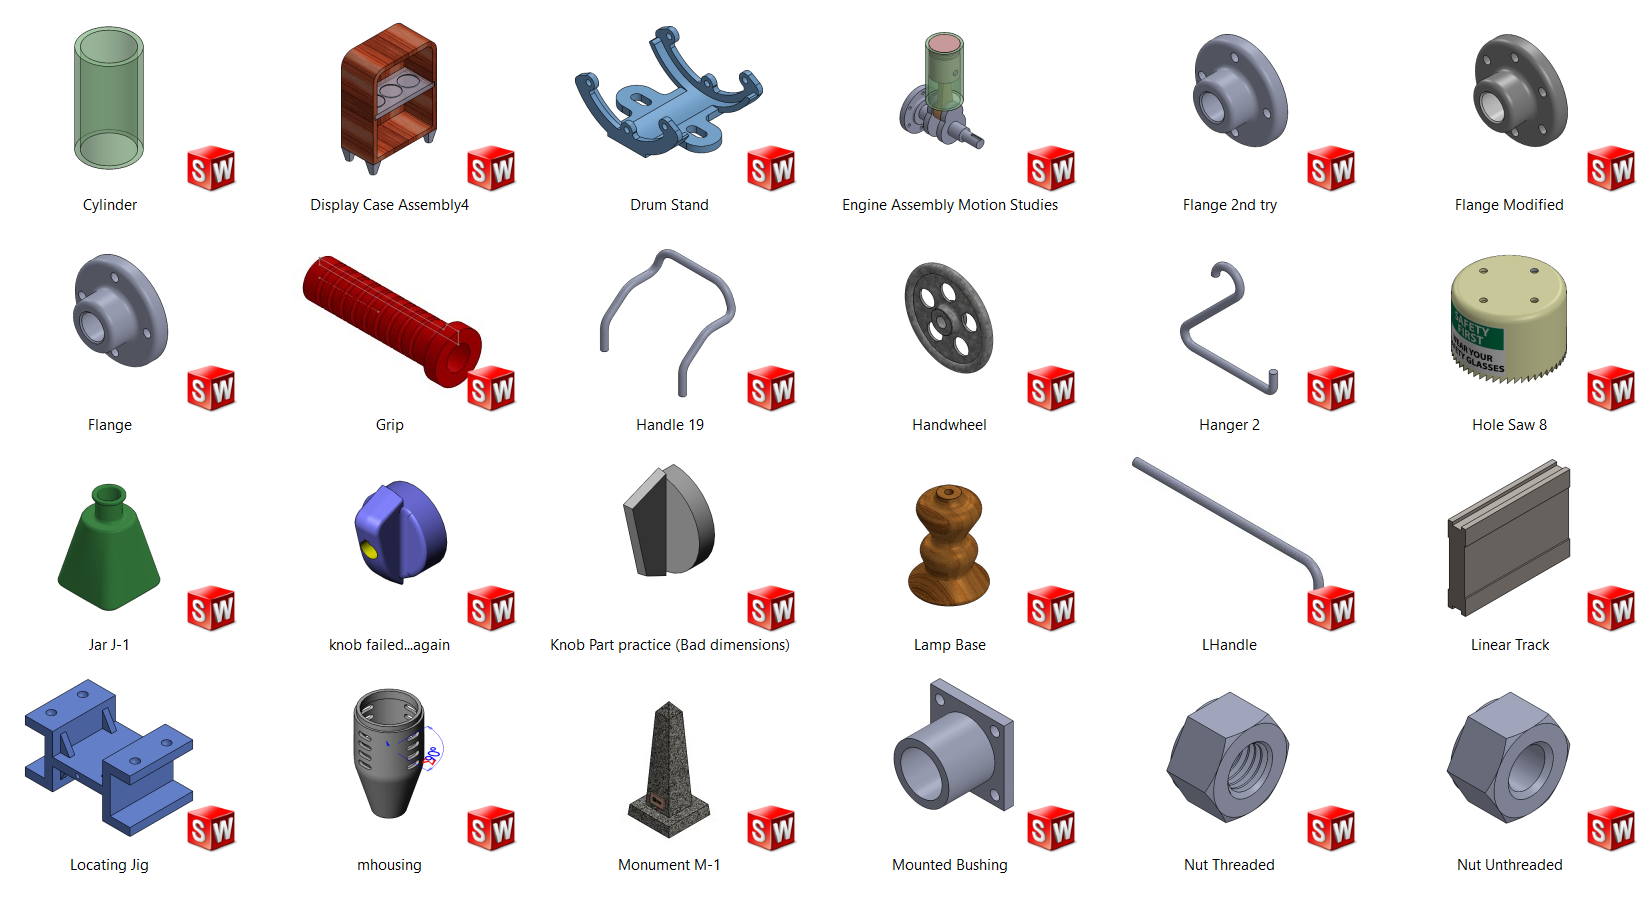 SW SW SW SW SW SW
Cylinder Display Case Assembly4 Drum Stand Engine Assembly Motion Studies Flange 2nd try Flange Modified
SAFETY
FIRST
WEAR YOUR
SAFETY GLASSES
SW SW SW SW SW SW
Flange Grip Handle 19 Handwheel Hanger 2 Hole Saw 8
SW SW SW SW SW SW
Jar J-1 knob failed...again Knob Part practice (Bad dimensions) Lamp Base LHandle Linear Track
SW SW SW SW SW SW
Locating Jig mhousing Monument M-1 Mounted Bushing Nut Threaded Nut Unthreaded